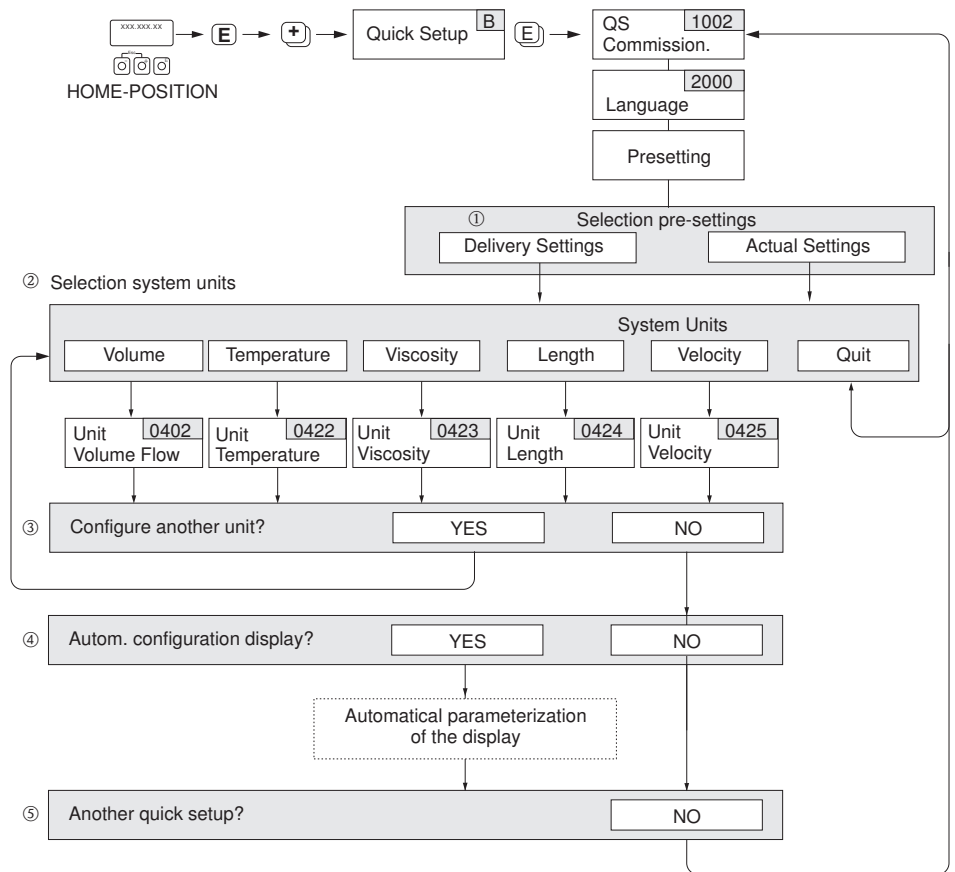 xxx.xxx.xx
Esc
E
+
Quick Setup
B
E
QS
1002
Commission.
HOME-POSITION
2000
Language
Presetting
① Selection pre-settings
Delivery Settings
Actual Settings
② Selection system units
System Units
Volume
Temperature
Viscosity
Length
Velocity
Quit
Unit 0402
Volume Flow
Unit 0422
Temperature
Unit 0423
Viscosity
Unit 0424
Length
Unit 0425
Velocity
③ Configure another unit?
YES
NO
④ Autom. configuration display?
YES
NO
Automatical parameterization
of the display
⑤ Another quick setup?
NO